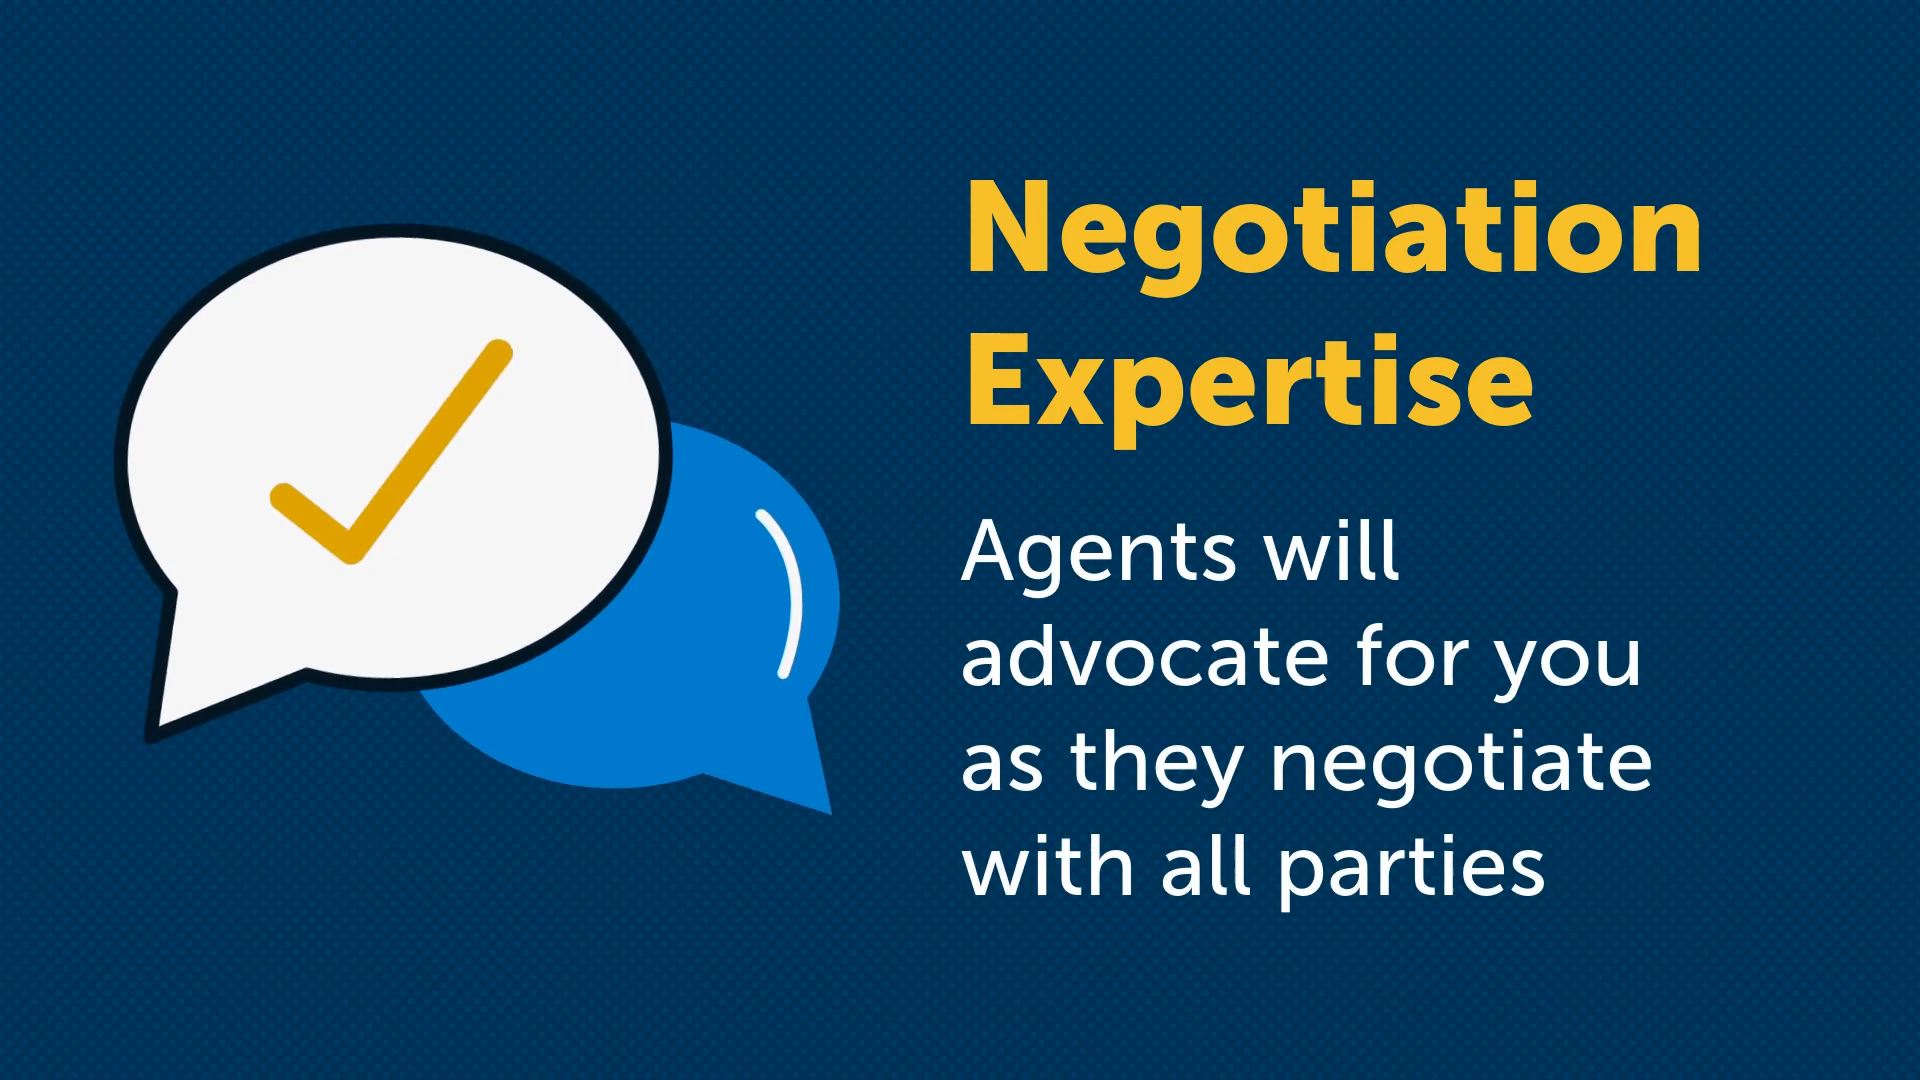 Negotiation
Expertise
Agents will
advocate for you
as they negotiate
with all parties